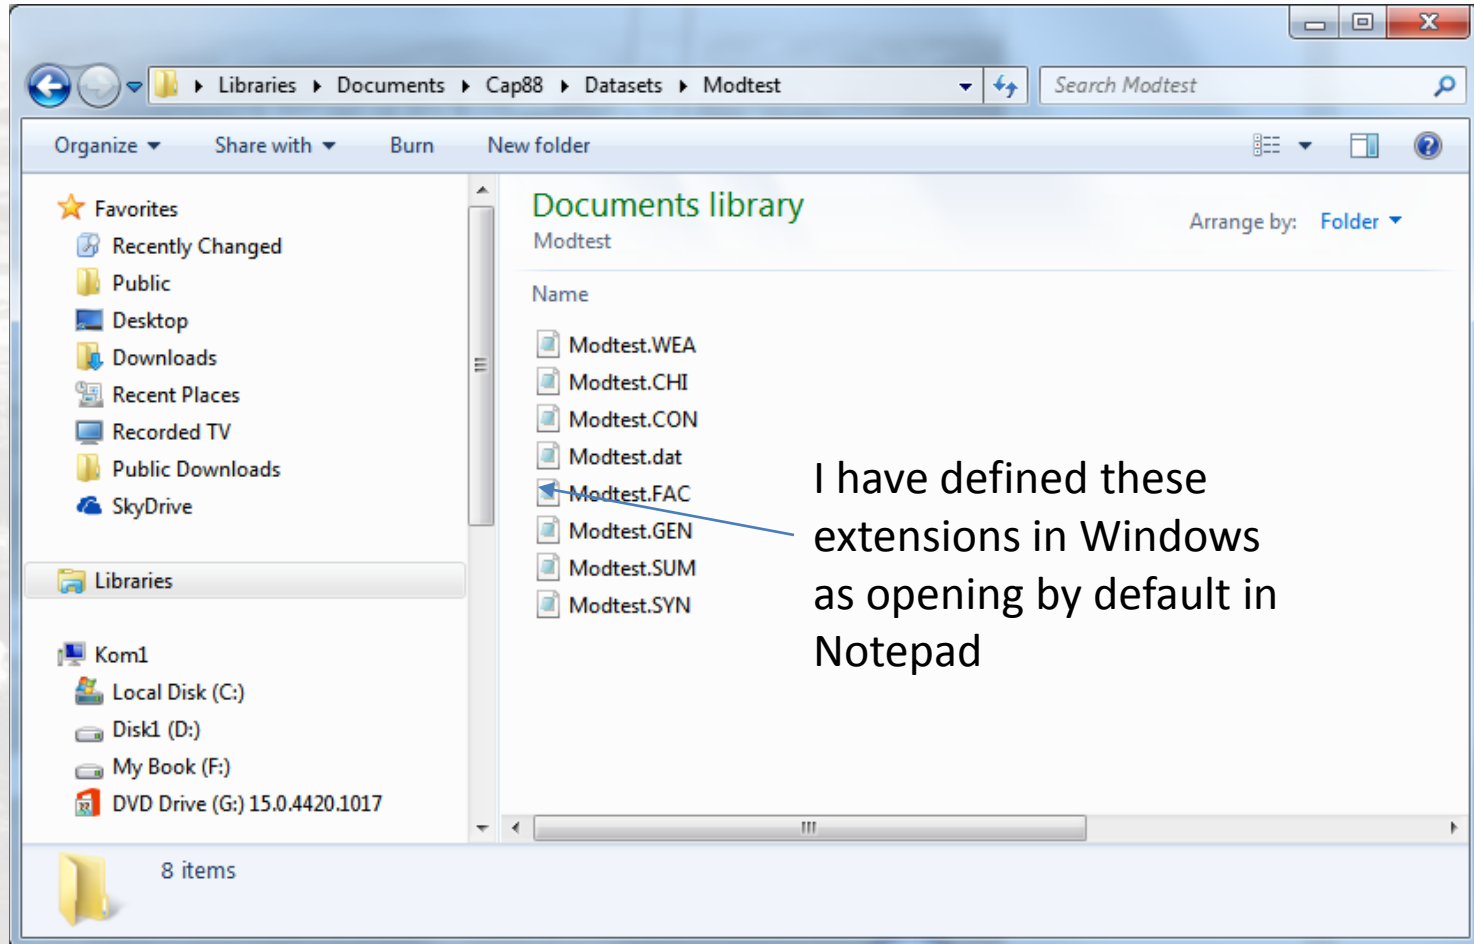 Libraries Documents Cap88 Datasets Modtest
Search Modtest
Organize Share with Burn New folder
Favorites
Recently Changed
Public
Desktop
Downloads
Recent Places
Recorded TV
Public Downloads
SkyDrive
Libraries
Kom1
Local Disk (C:)
Disk1 (D:)
My Book (F:)
DVD Drive (G:) 15.0.4420.1017
Documents library
Modtest
Arrange by: Folder
Name
Modtest.WEA
Modtest.CHI
Modtest.CON
Modtest.dat
Modtest.FAC
Modtest.GEN
Modtest.SUM
Modtest.SYN
I have defined these
extensions in Windows
as opening by default in
Notepad
8 items